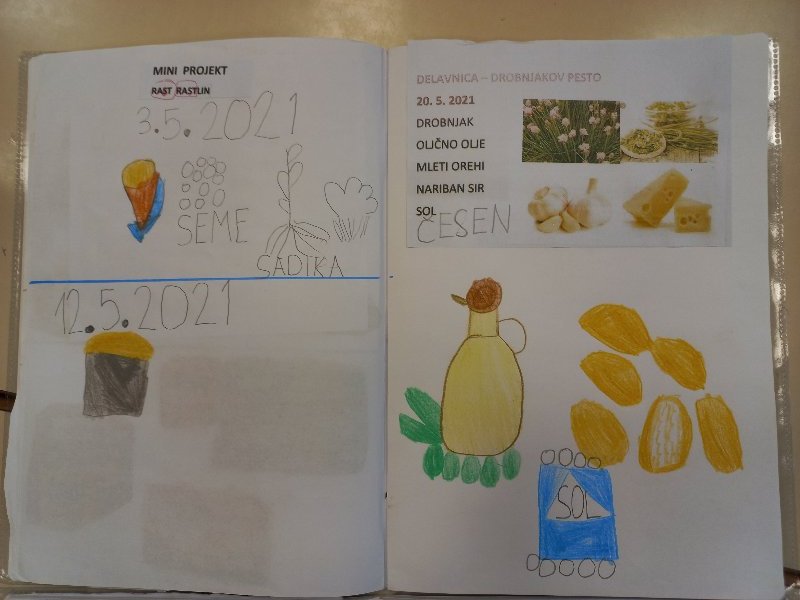 MINI PROJEKT
RAST RASTLIN
3.5.2021
SEME
SADIKA
12.5.2021
DELAVNICA – DROBNJAKOV PESTO
20. 5. 2021
DROBNJAK
OLJČNO OLJE
MLETI OREHI
NARIBAN SIR
SOL
ČESEN
SOL